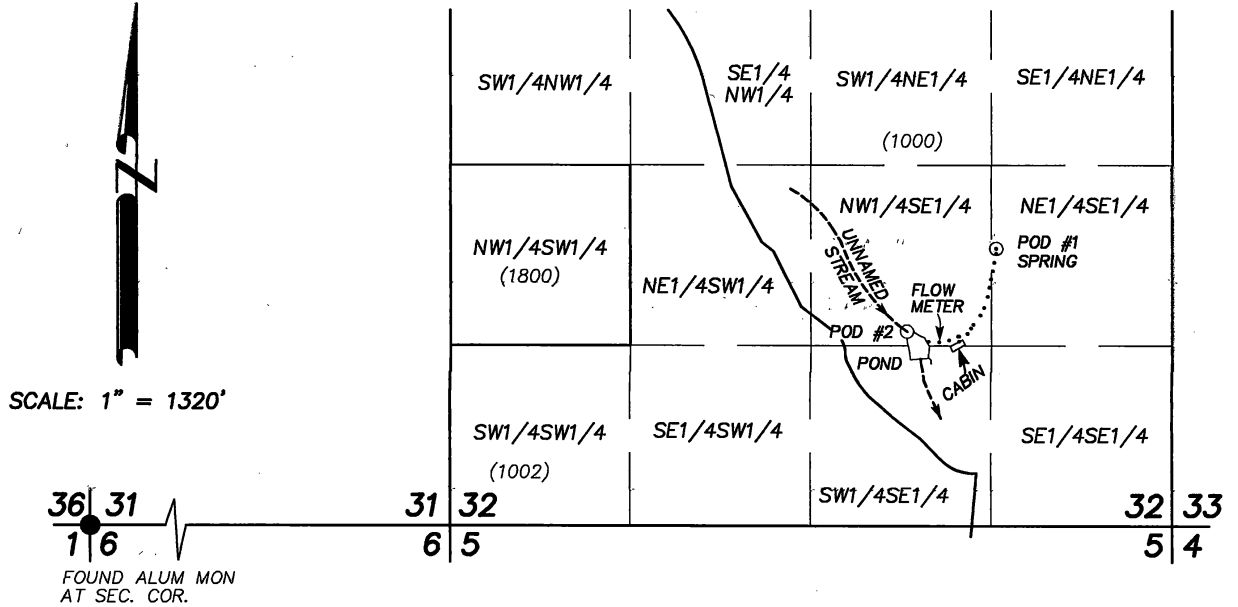 SW1/4NW1/4
SE1/4
NW1/4
SW1/4NE1/4
SE1/4NE1/4
(1000)
N
NW1/4SW1/4
(1800)
NE1/4SW1/4
NW1/4SE1/4
NE1/4SE1/4
UNNAMED
STREAM
POD #1
SPRING
FLOW
METER
POD #2
POND
CABIN
SCALE: 1" = 1320'
SW1/4SW1/4
(1002)
SE1/4SW1/4
SW1/4SE1/4
SE1/4SE1/4
36 31
1 6
31 32
6 5
32 33
5 4
FOUND ALUM MON
AT SEC. COR.